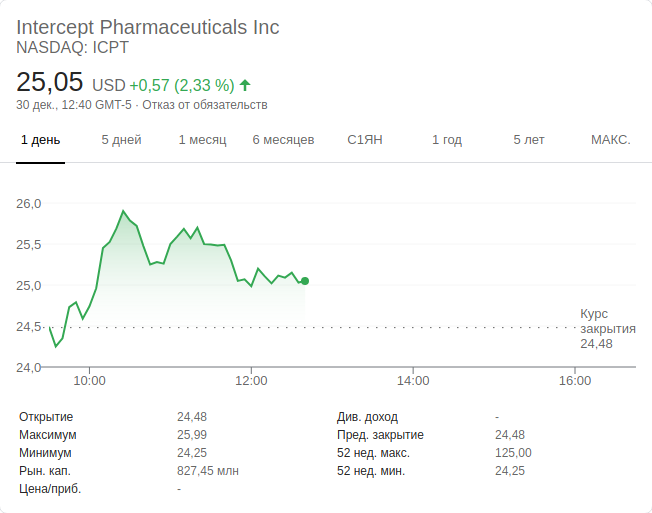 Intercept Pharmaceuticals Inc
NASDAQ: ICPT
25,05 USD +0,57 (2,33 %)
30 дек., 12:40 GMT-5 · Отказ от обязательств
1 день 5 дней 1 месяц 6 месяцев С1ЯН 1 год 5 лет МАКС.
26,0
25,5
25,0
24,5
24,0
Курс
закрытия
24,48
10:00 12:00 14:00 16:00
Открытие 24,48 Див. доход -
Максимум 25,99 Пред. закрытие 24,48
Минимум 24,25 52 нед. макс. 125,00
Рын. кап. 827,45 млн 52 нед. мин. 24,25
Цена/приб. -